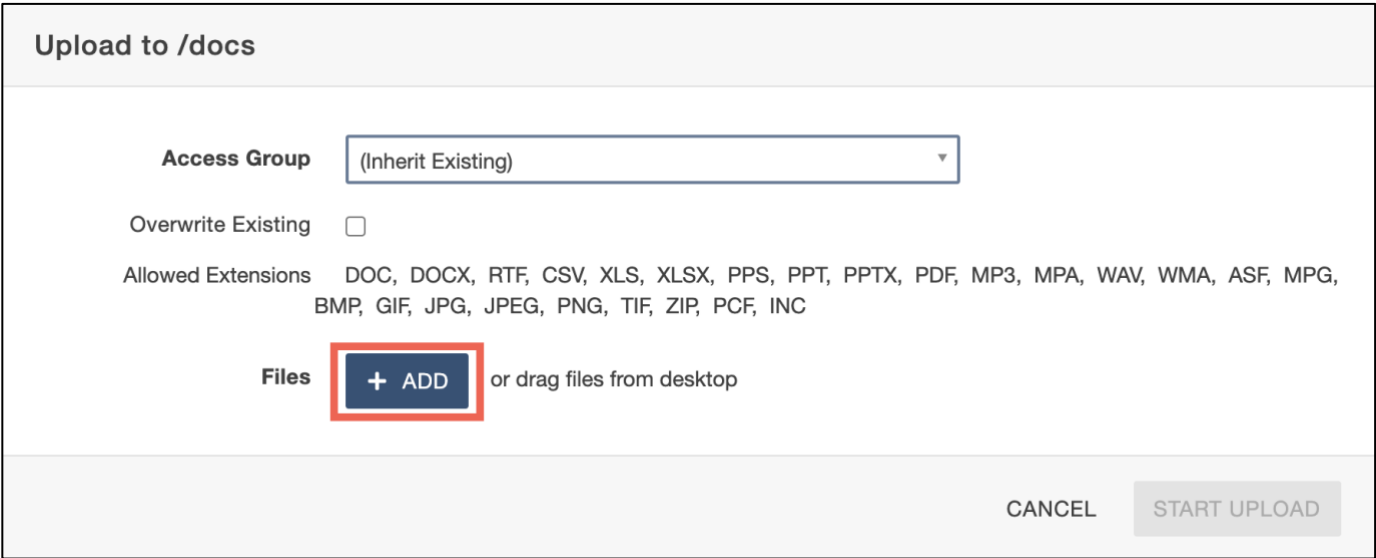 Upload to /docs
Access Group (Inherit Existing)
Overwrite Existing
Allowed Extensions DOC, DOCX, RTF, CSV, XLS, XLSX, PPS, PPT, PPTX, PDF, MP3, MPA, WAV, WMA, ASF, MPG,
BMP, GIF, JPG, JPEG, PNG, TIF, ZIP, PCF, INC
Files + ADD or drag files from desktop
CANCEL START UPLOAD